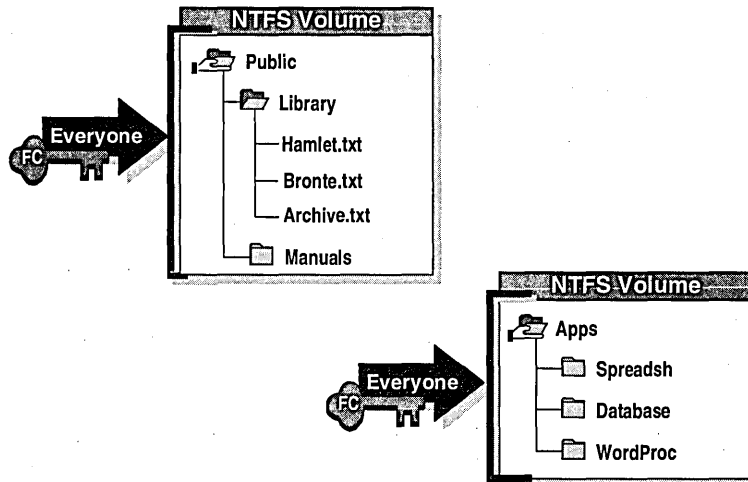 NTFS Volume
Public
Library
Everyone
FC
Hamlet.txt
Bronte.txt
Archive.txt
Manuals
NTFS Volume
Apps
Everyone
FC
Spreadsh
Database
WordProc